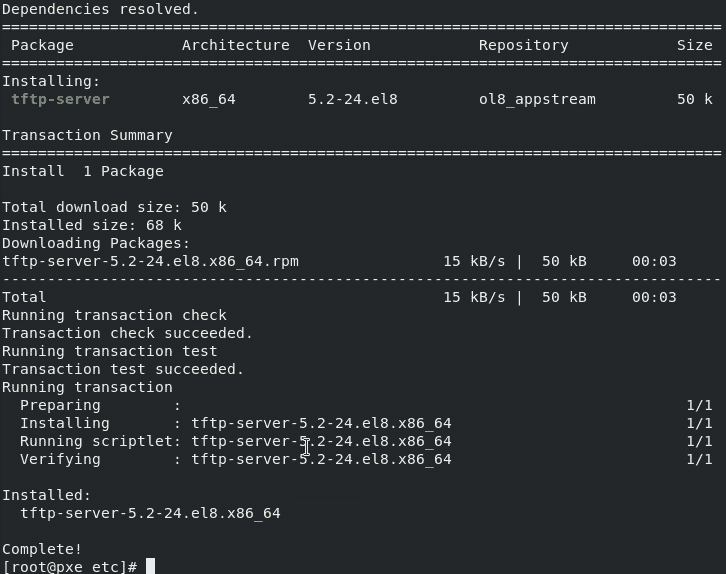 Dependencies resolved.
================================================================================
 Package            Architecture  Version            Repository            Size
================================================================================
Installing:
 tftp-server        x86_64        5.2-24.el8         ol8_appstream         50 k

Transaction Summary
================================================================================
Install  1 Package

Total download size: 50 k
Installed size: 68 k
Downloading Packages:
tftp-server-5.2-24.el8.x86_64.rpm                15 kB/s |  50 kB     00:03
--------------------------------------------------------------------------------
Total                                            15 kB/s |  50 kB     00:03
Running transaction check
Transaction check succeeded.
Running transaction test
Transaction test succeeded.
Running transaction
  Preparing        :                                                        1/1
  Installing       : tftp-server-5.2-24.el8.x86_64                          1/1
  Running scriptlet: tftp-server-5.2-24.el8.x86_64                          1/1
  Verifying        : tftp-server-5.2-24.el8.x86_64                          1/1

Installed:
  tftp-server-5.2-24.el8.x86_64

Complete!
[root@pxe etc]#